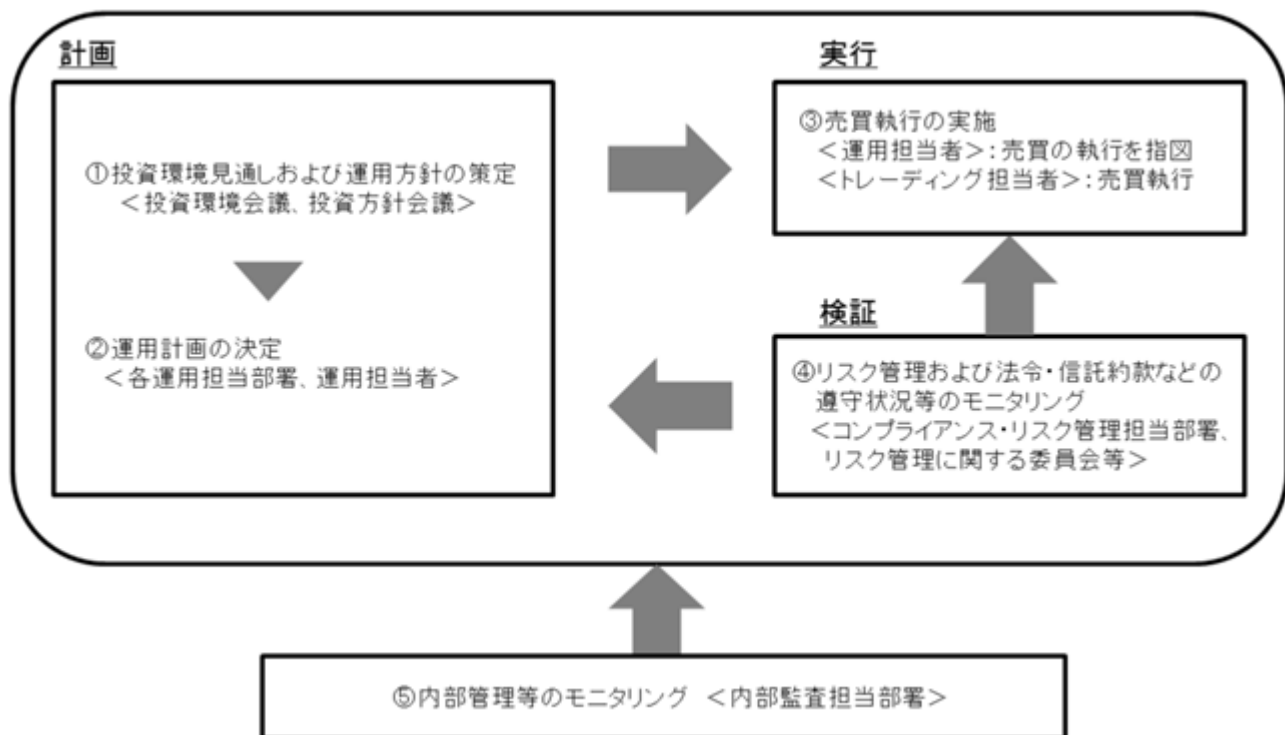 計画
①投資環境見通しおよび運用方針の策定
<投資環境会議、投資方針会議>
②運用計画の決定
<各運用担当部署、運用担当者>
実行
③売買執行の実施
<運用担当者>:売買の執行を指図
<トレーディング担当者>:売買執行
検証
④リスク管理および法令・信託約款などの
遵守状況等のモニタリング
<コンプライアンス・リスク管理担当部署、
リスク管理に関する委員会等>
⑤内部管理等のモニタリング <内部監査担当部署>